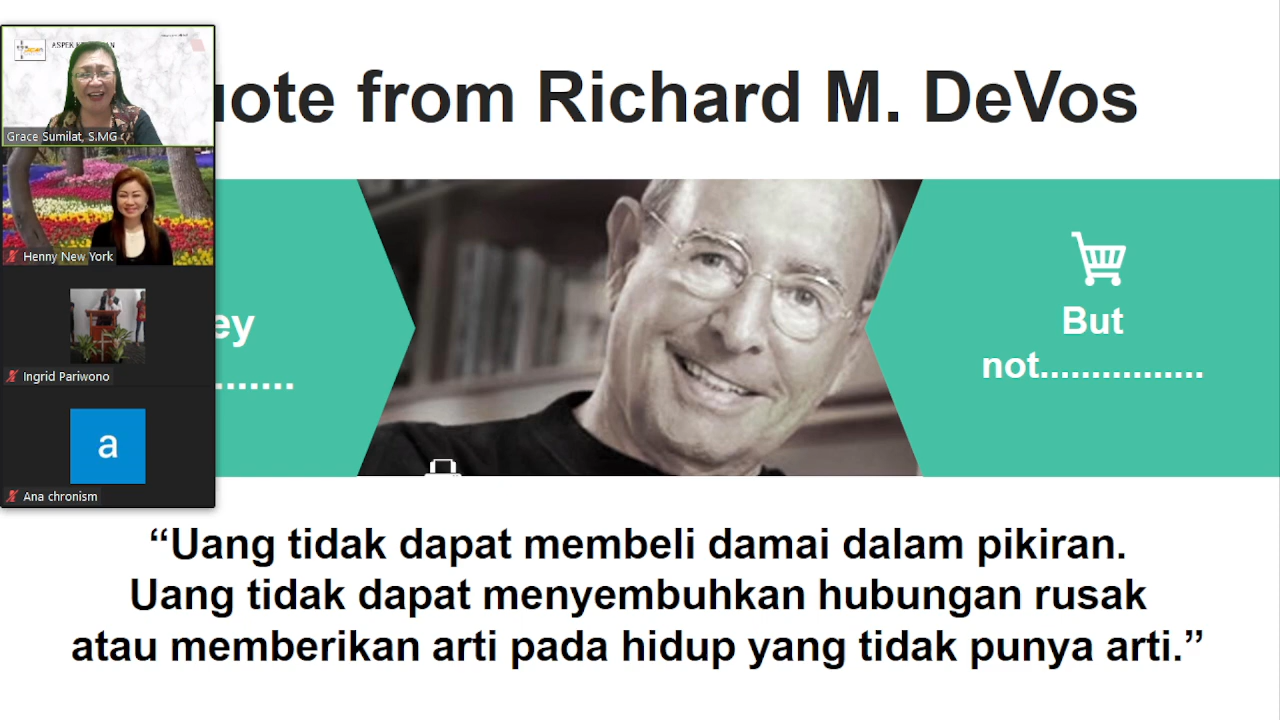 uote from Richard M. DeVos
ASPEK
Grace Sumilat, S.MG
Henny New York
Ingrid Pariwono
a
Ana chronism
ey
........
But
not................
“Uang tidak dapat membeli damai dalam pikiran.
Uang tidak dapat menyembuhkan hubungan rusak
atau memberikan arti pada hidup yang tidak punya arti.”